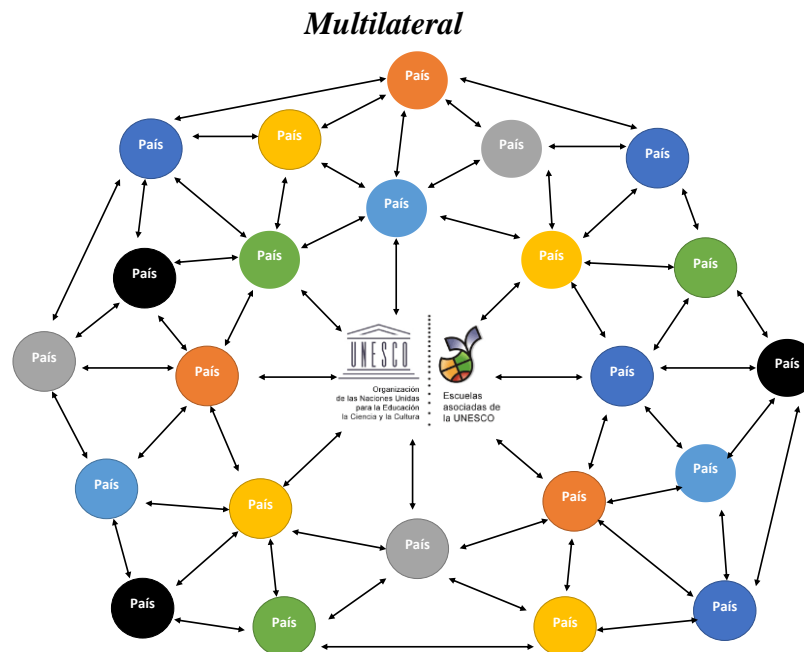 Multilateral
País
País
País
País
País
País
País
País
País
País
País
UNESCO
País
País
País
Organización
de las Naciones Unidas
para la Educación
la Ciencia y la Cultura
Escuelas
asociadas de
la UNESCO
País
País
País
País
País
País
País
País
País